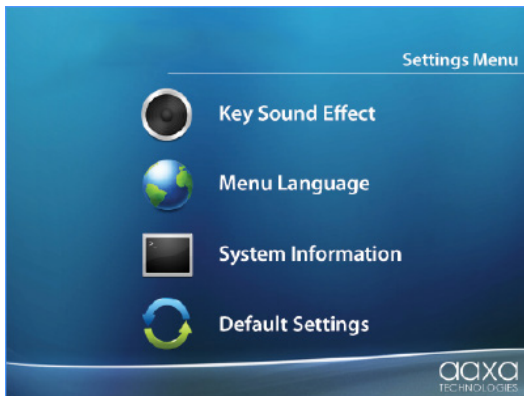 Settings Menu
Key Sound Effect
Menu Language
System Information
Default Settings
aaxa
TECHNOLOGIES